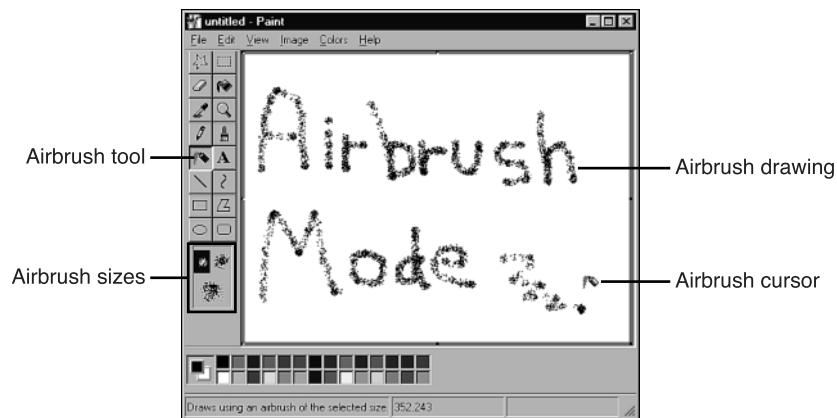 untitled - Paint
File Edit View Image Colors Help
Airbrush
Mode
Airbrush tool
A
Airbrush drawing
Airbrush sizes
Airbrush cursor
Draws using an airbrush of the selected size. 352,243